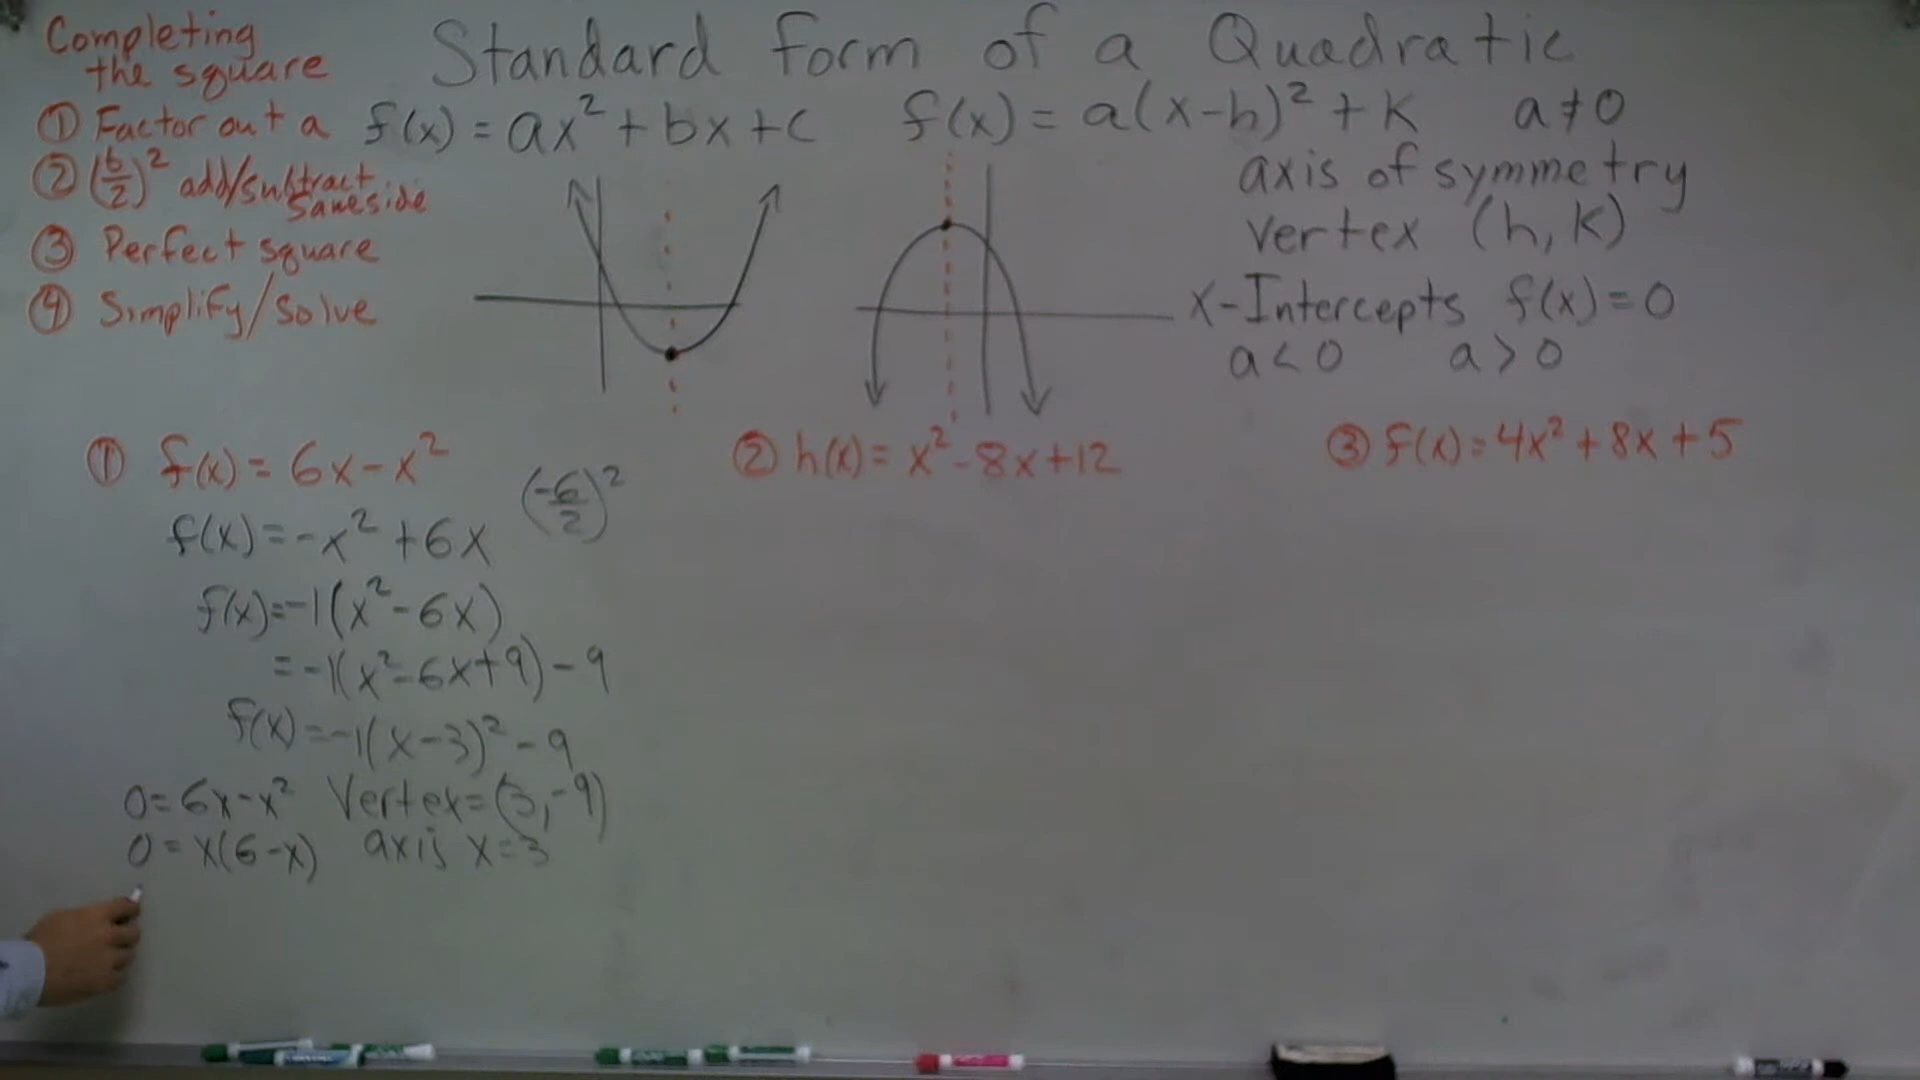 Completing
the square
① Factor out a
② (b/2)² add/subtract
same side
③ Perfect square
④ Simplify/Solve
Standard form of a Quadratic
f(x) = ax² + bx + c    f(x) = a(x-h)² + k    a ≠ 0
axis of symmetry
vertex (h, k)
x-Intercepts f(x) = 0
a < 0    a > 0
① f(x) = 6x - x²
(-6/2)²
f(x) = -x² + 6x
f(x) = -1(x² - 6x)
= -1(x² - 6x + 9) - 9
f(x) = -1(x - 3)² - 9
0 = 6x - x²    Vertex = (3, -9)
0 = x(6 - x)    axis x = 3
② h(x) = x² - 8x + 12
③ f(x) = 4x² + 8x + 5